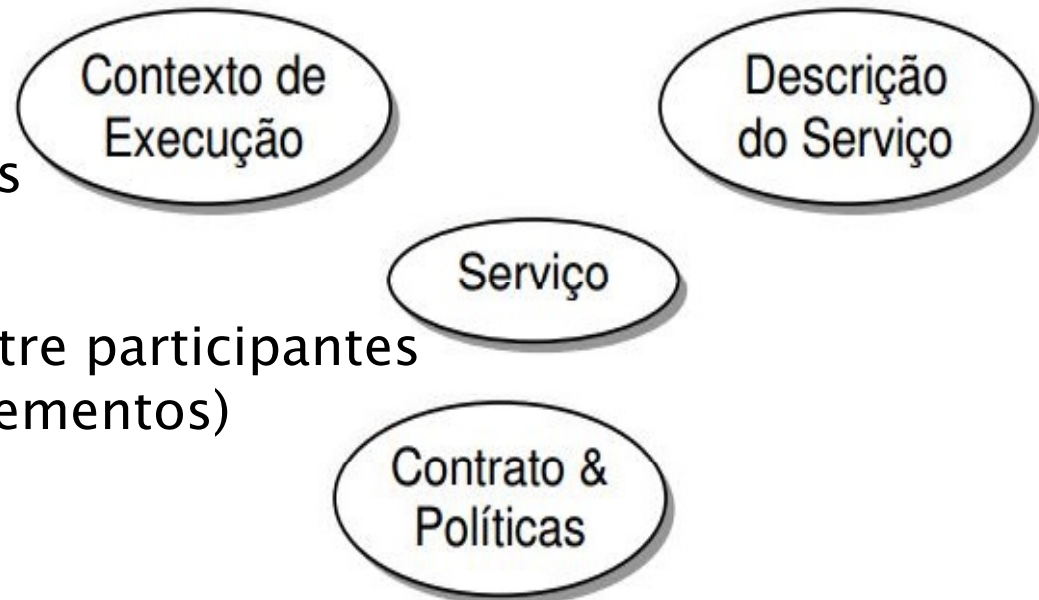 Contexto de
Execução
Descrição
do Serviço
s
Serviço
tre participantes
ementos)
Contrato &
Políticas